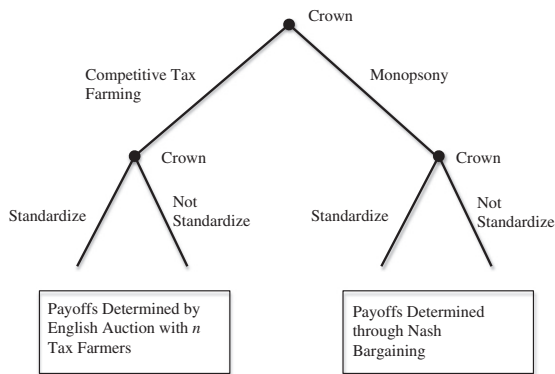 Crown
Competitive Tax
Farming
Monopsony
Crown
Crown
Standardize
Not
Standardize
Standardize
Not
Standardize
Payoffs Determined by
English Auction with n
Tax Farmers
Payoffs Determined
through Nash
Bargaining